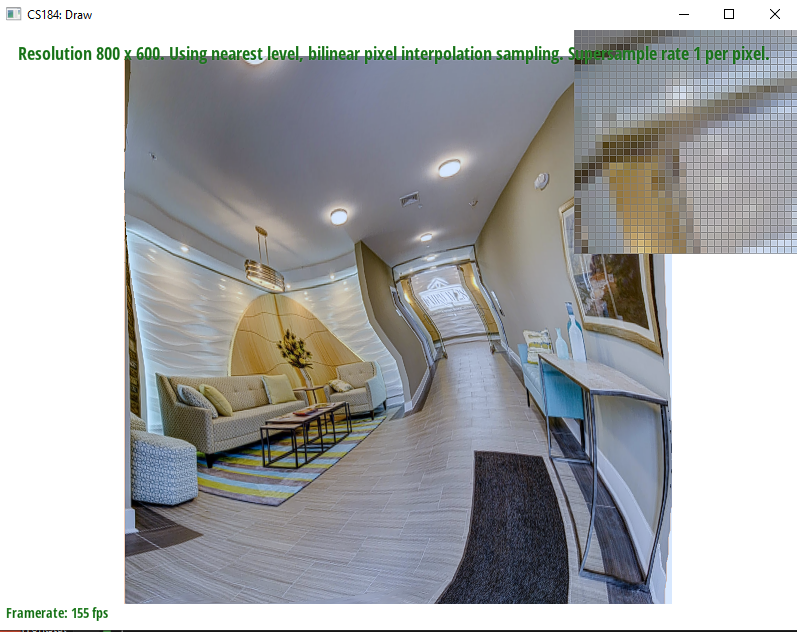 CS184: Draw
Resolution 800 x 600. Using nearest level, bilinear pixel interpolation sampling. Supersample rate 1 per pixel.
Framerate: 155 fps